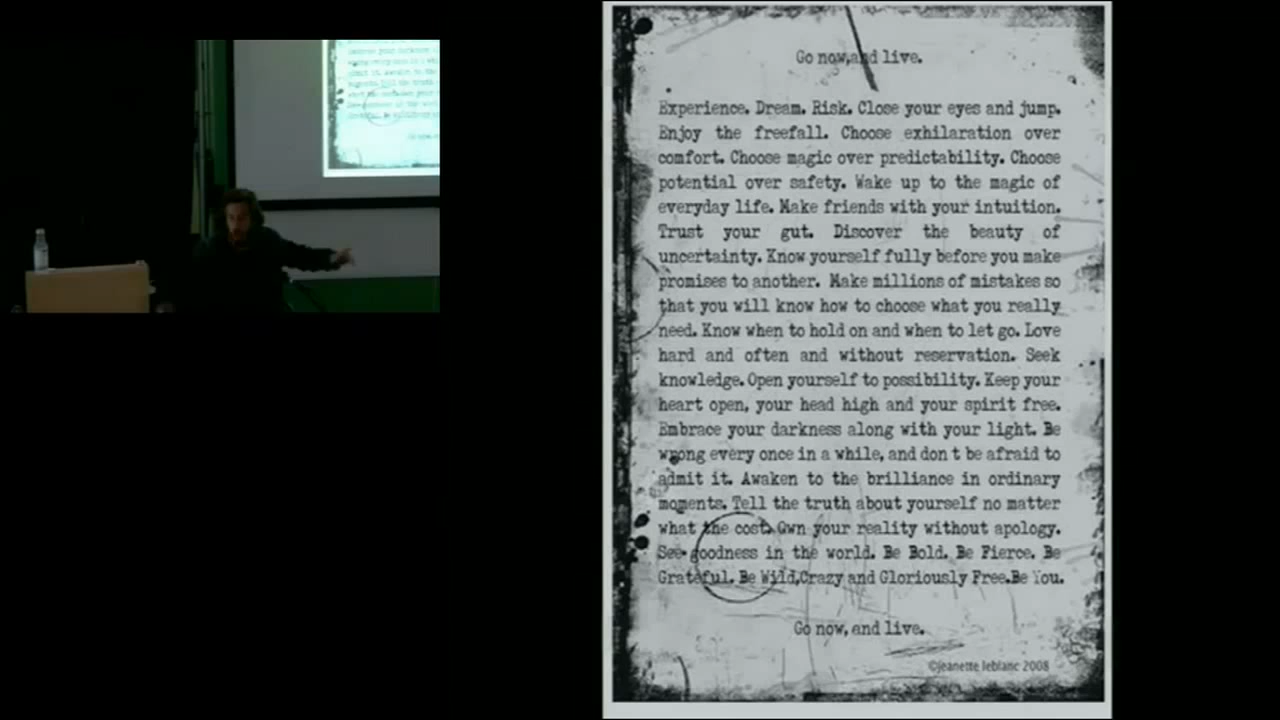 Go now, and live.
Experience. Dream. Risk. Close your eyes and jump.
Enjoy the freefall. Choose exhilaration over
comfort. Choose magic over predictability. Choose
potential over safety. Wake up to the magic of
everyday life. Make friends with your intuition.
Trust your gut. Discover the beauty of
uncertainty. Know yourself fully before you make
promises to another. Make millions of mistakes so
that you will know how to choose what you really
need. Know when to hold on and when to let go. Love
hard and often and without reservation. Seek
knowledge. Open yourself to possibility. Keep your
heart open, your head high and your spirit free.
Embrace your darkness along with your light. Be
wrong every once in a while, and don t be afraid to
admit it. Awaken to the brilliance in ordinary
moments. Tell the truth about yourself no matter
what the cost. Own your reality without apology.
See goodness in the world. Be Bold. Be Fierce. Be
Grateful. Be Wild,Crazy and Gloriously Free.Be You.
Go now, and live.
©jeanette leblanc 2008